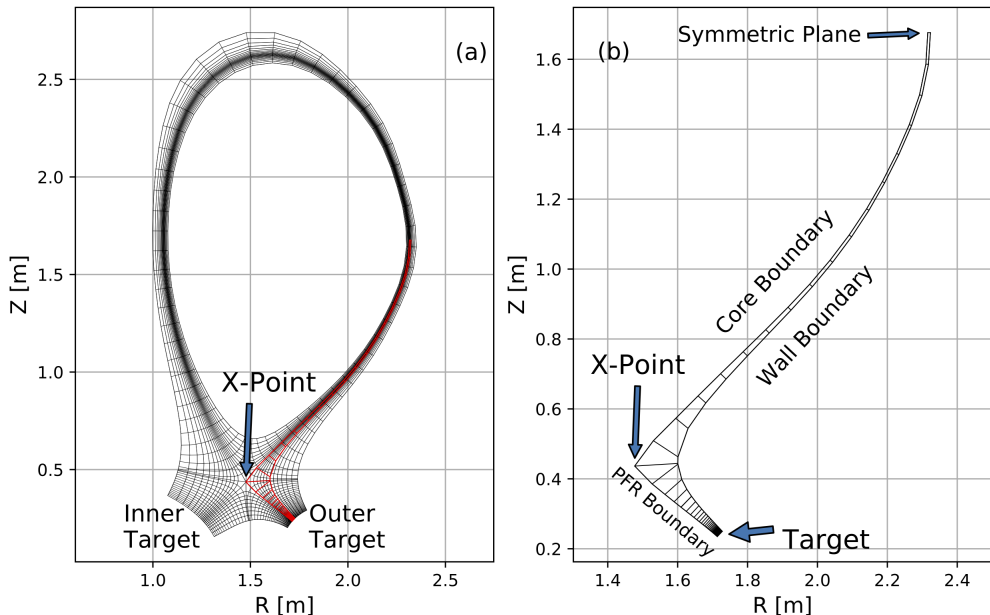 (a)
2.5
2.0
1.5
1.0
0.5
Z [m]
X-Point
Inner
Target
Outer
Target
1.0 1.5 2.0 2.5
R [m]
Symmetric Plane
(b)
1.6
1.4
1.2
1.0
0.8
0.6
0.4
0.2
Z [m]
Core Boundary
Wall Boundary
X-Point
PFR Boundary
Target
1.4 1.6 1.8 2.0 2.2 2.4
R [m]